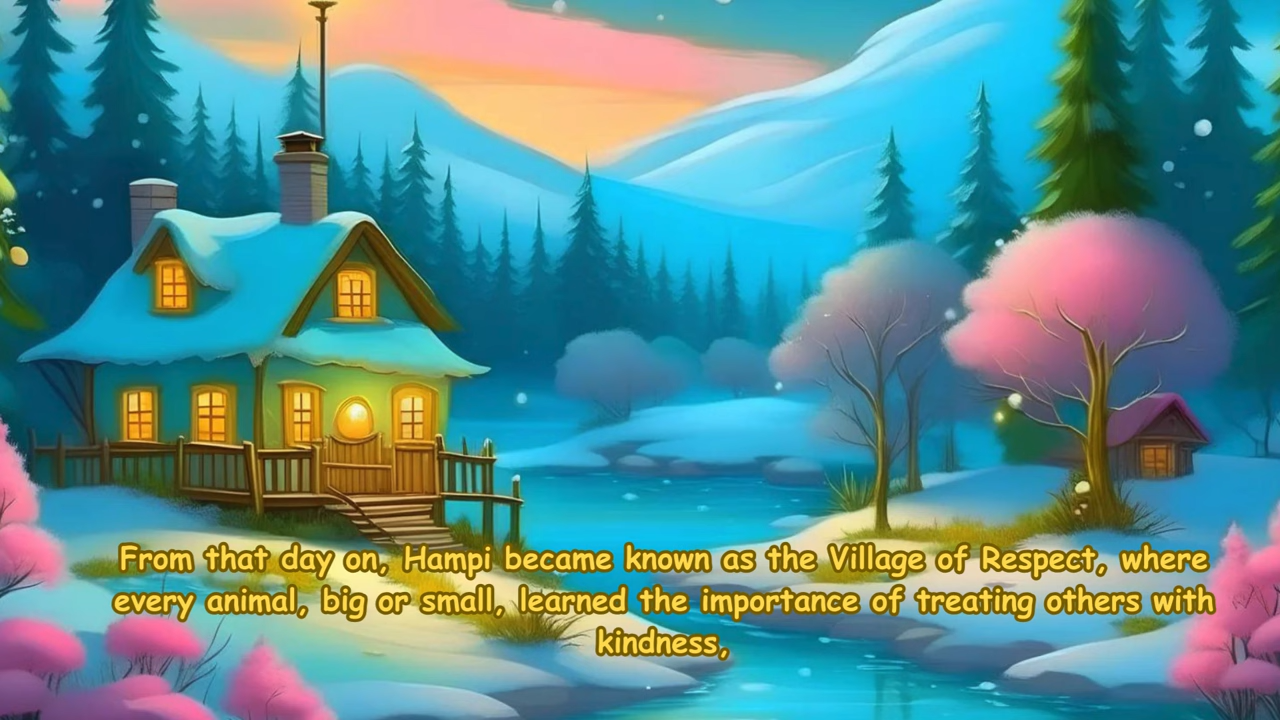 From that day on, Hampi became known as the Village of Respect, where
every animal, big or small, learned the importance of treating others with
kindness,